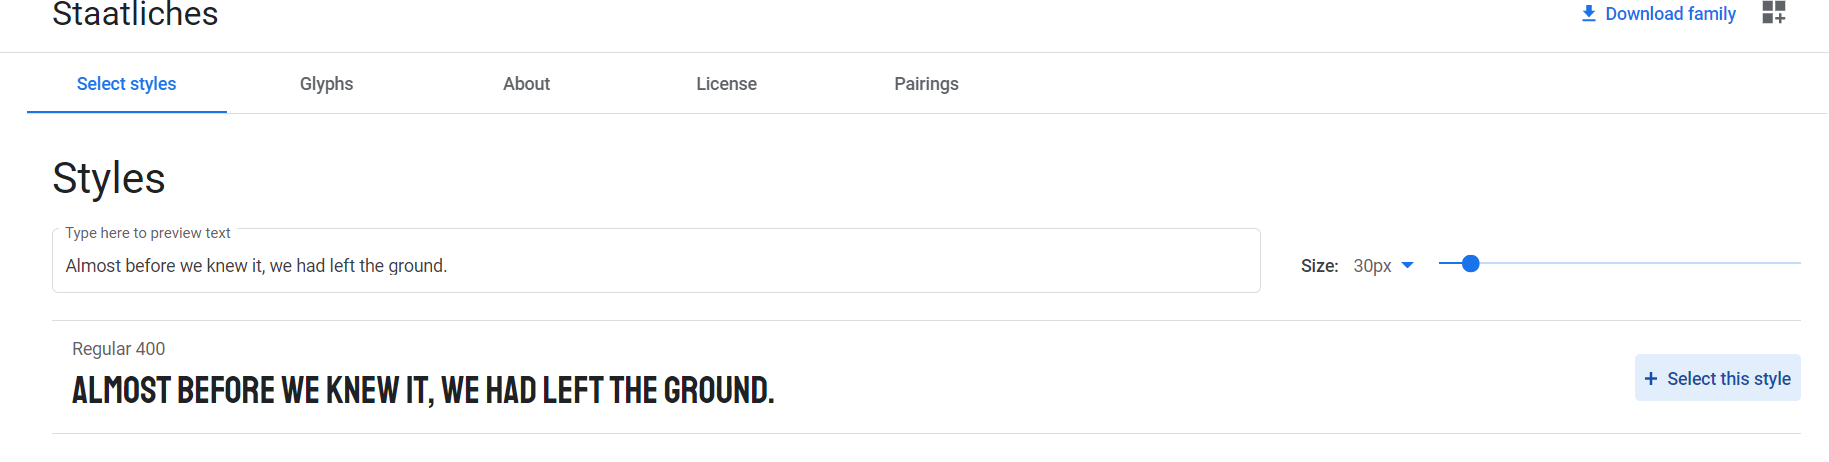 Staatliches
Download family
Select styles
Glyphs
About
License
Pairings
Styles
Type here to preview text
Almost before we knew it, we had left the ground.
Size: 30px
Regular 400
ALMOST BEFORE WE KNEW IT, WE HAD LEFT THE GROUND.
+ Select this style